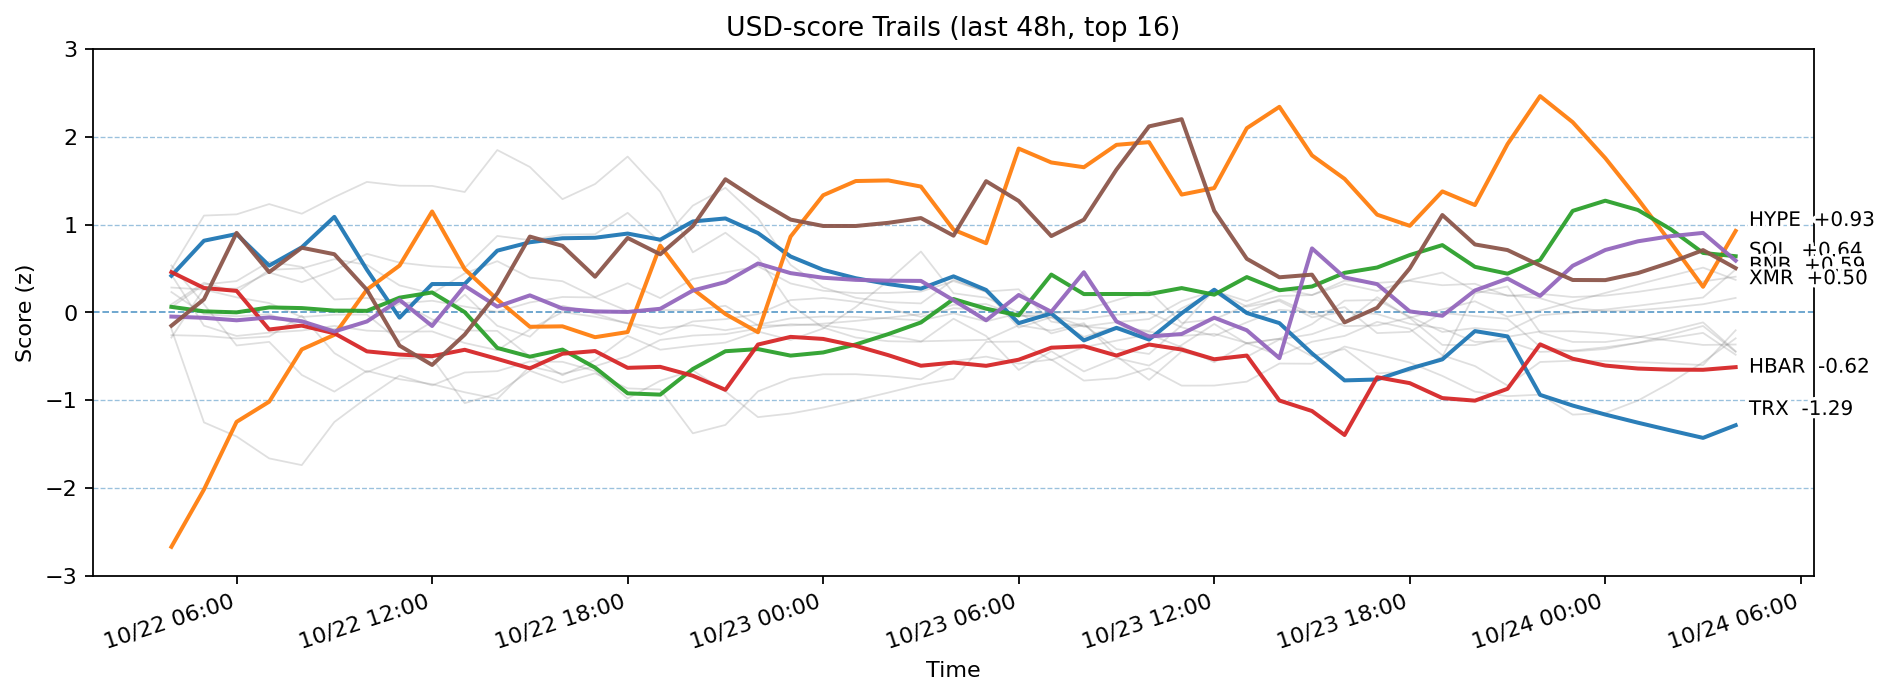 USD-score Trails (last 48h, top 16)
Score (z)
3
2
1
0
−1
−2
−3
HYPE +0.93
SOL +0.64
BNB +0.59
XMR +0.50
HBAR -0.62
TRX -1.29
10/22 06:00
10/22 12:00
10/22 18:00
10/23 00:00
10/23 06:00
10/23 12:00
10/23 18:00
10/24 00:00
10/24 06:00
Time